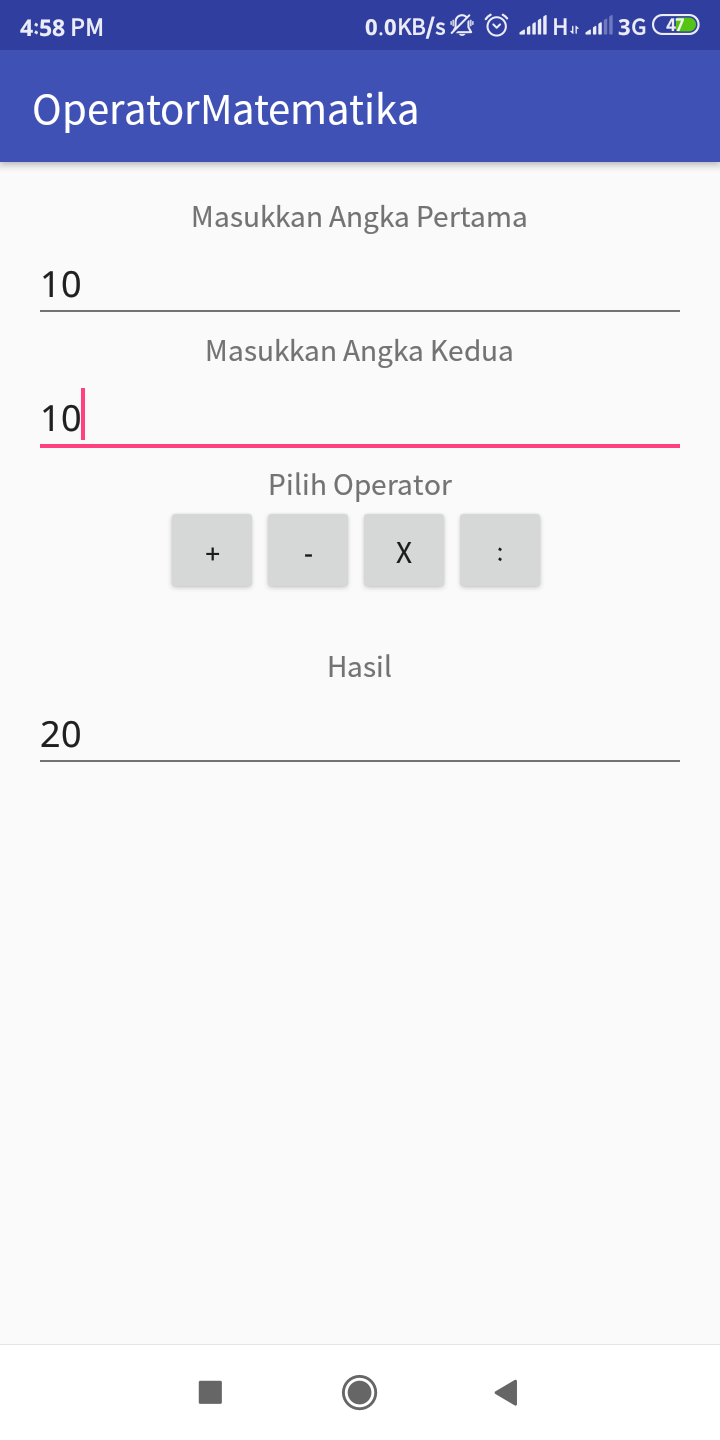 4:58 PM 0.0KB/s H 3G 47
OperatorMatematika
Masukkan Angka Pertama
10
Masukkan Angka Kedua
10
Pilih Operator
+ - X :
Hasil
20